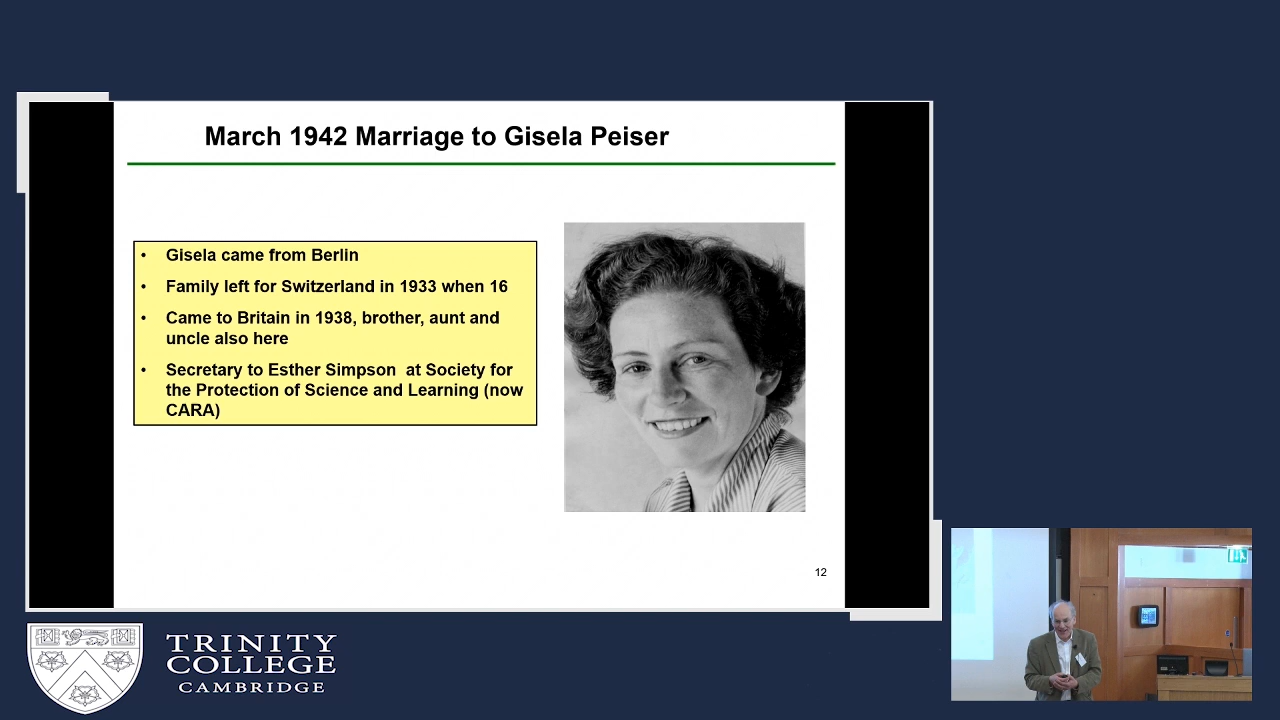 March 1942 Marriage to Gisela Peiser
• Gisela came from Berlin
• Family left for Switzerland in 1933 when 16
• Came to Britain in 1938, brother, aunt and
uncle also here
• Secretary to Esther Simpson  at Society for
the Protection of Science and Learning (now
CARA)
12
TRINITY
COLLEGE
CAMBRIDGE